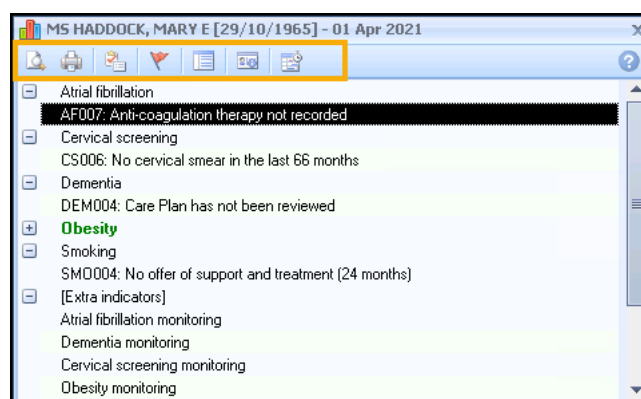 MS HADDOCK, MARY E [29/10/1965] - 01 Apr 2021
Atrial fibrillation
AF007: Anti-coagulation therapy not recorded
Cervical screening
CS006: No cervical smear in the last 66 months
Dementia
DEM004: Care Plan has not been reviewed
Obesity
Smoking
SMO004: No offer of support and treatment (24 months)
[Extra indicators]
Atrial fibrillation monitoring
Dementia monitoring
Cervical screening monitoring
Obesity monitoring